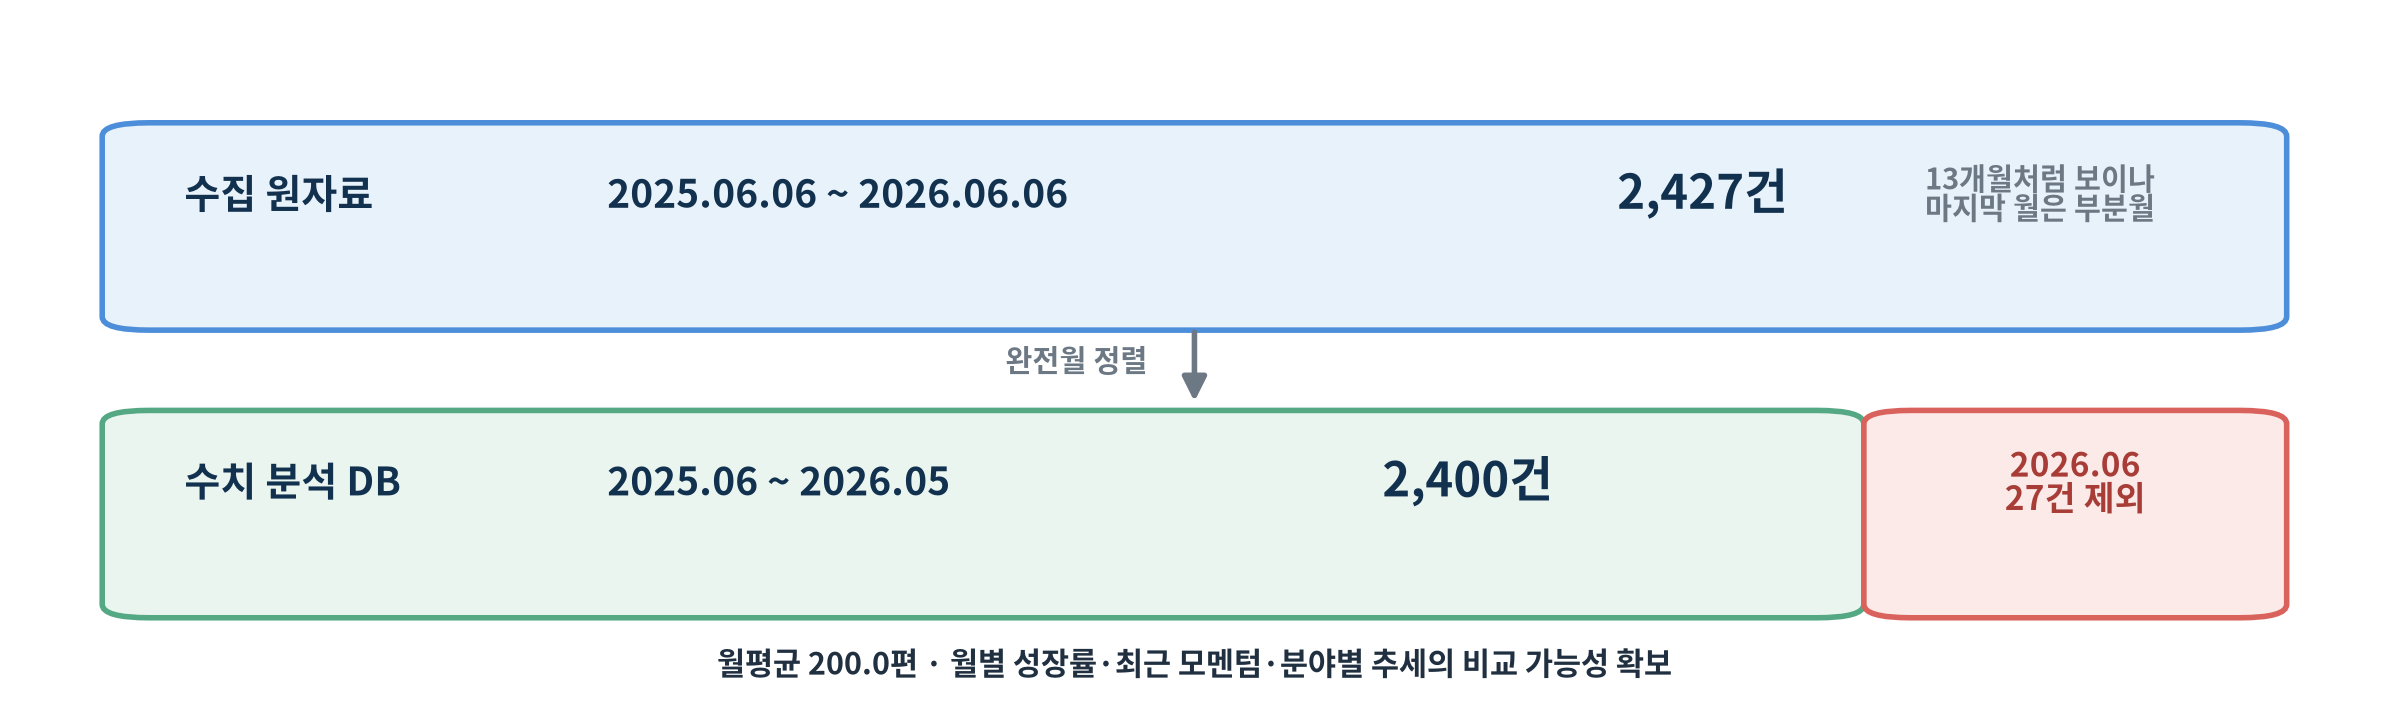 수집 원자료
2025.06.06 ~ 2026.06.06
2,427건
13개월처럼 보이나
마지막 월은 부분월
완전월 정렬
수치 분석 DB
2025.06 ~ 2026.05
2,400건
2026.06
27건 제외
월평균 200.0편 · 월별 성장률·최근 모멘텀·분야별 추세의 비교 가능성 확보